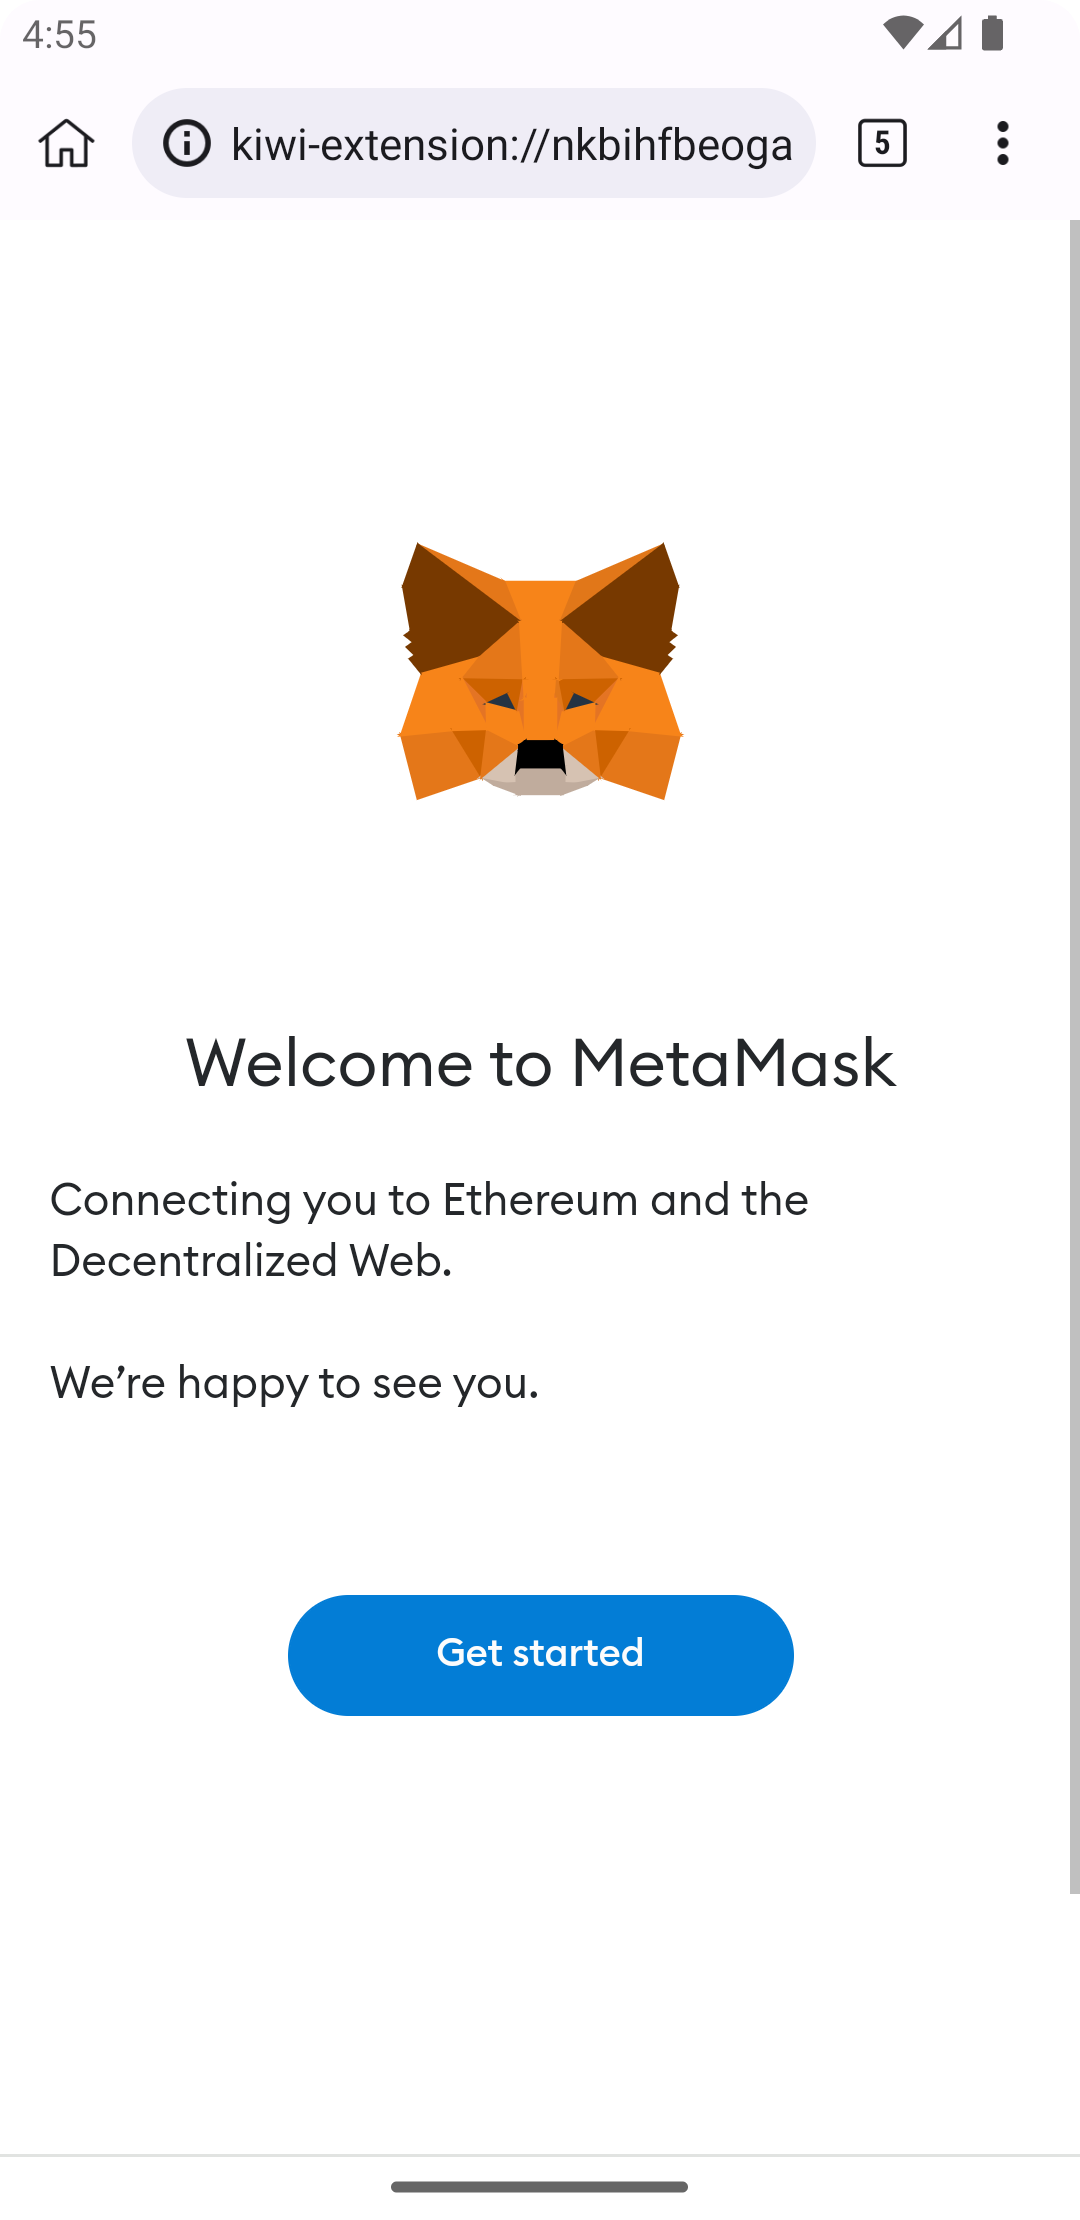 4:55
kiwi-extension://nkbihfbeoga
5
Welcome to MetaMask
Connecting you to Ethereum and the
Decentralized Web.
We’re happy to see you.
Get started